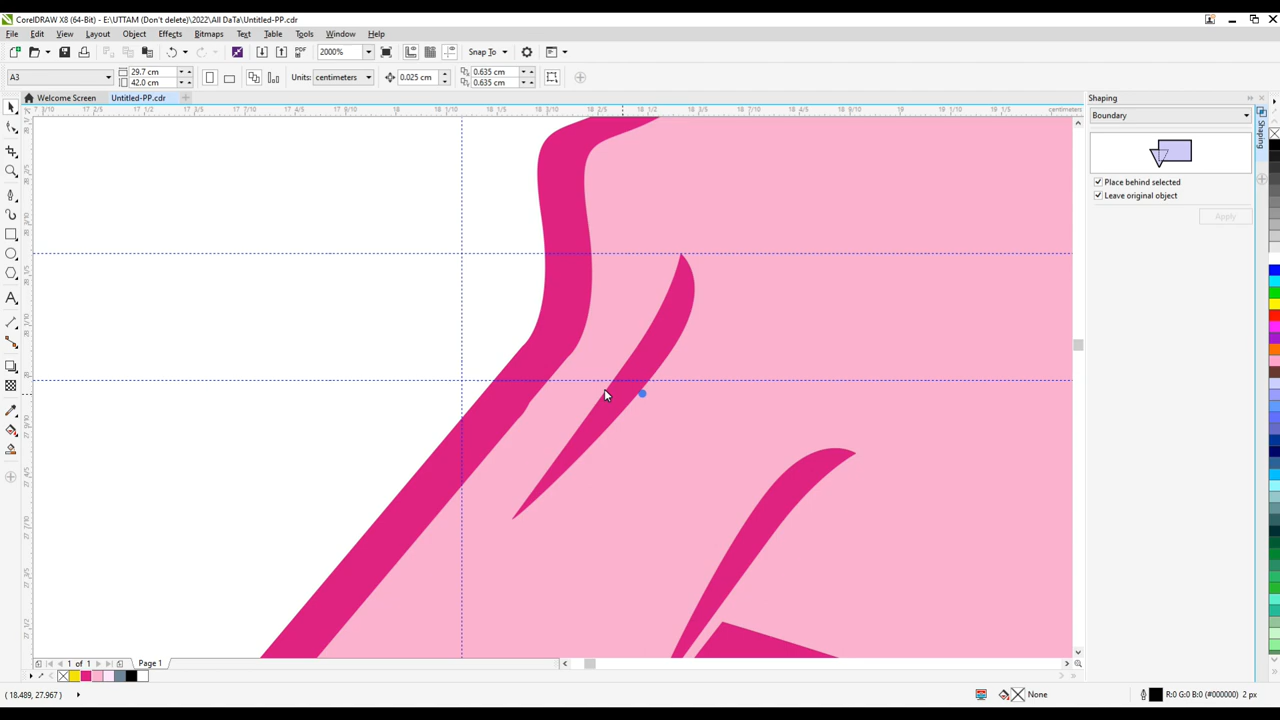 CorelDRAW X8 (64-Bit) - E:\UTTAM (Don't delete)\2022\All DaTa\Untitled-PP.cdr
File Edit View Layout Object Effects Bitmaps Text Table Tools Window Help
PDF 2000% Snap To
A3 29.7 cm 42.0 cm Units: centimeters 0.025 cm 0.635 cm 0.635 cm
Welcome Screen Untitled-PP.cdr
Shaping
centimeters
Boundary
Shaping
Place behind selected
Leave original object
Apply
1 of 1 Page 1
( 18.489, 27.967 ) None R:0 G:0 B:0 (#000000) 2 px